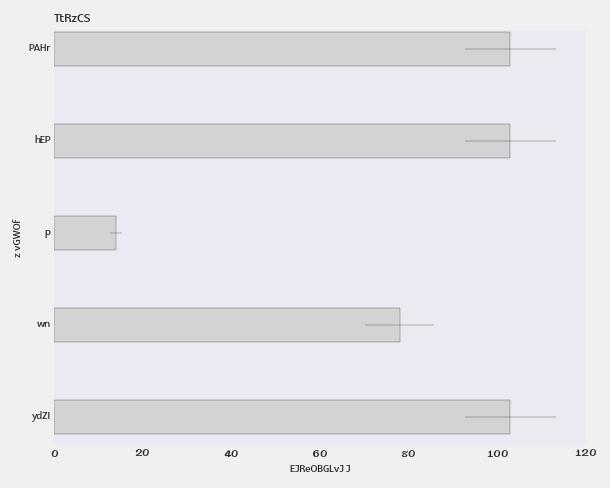 TtRzCS
PAHr
hEP
p
wn
ydZI
z vGWOf
0 20 40 60 80 100 120
EJReOBGLvJJ